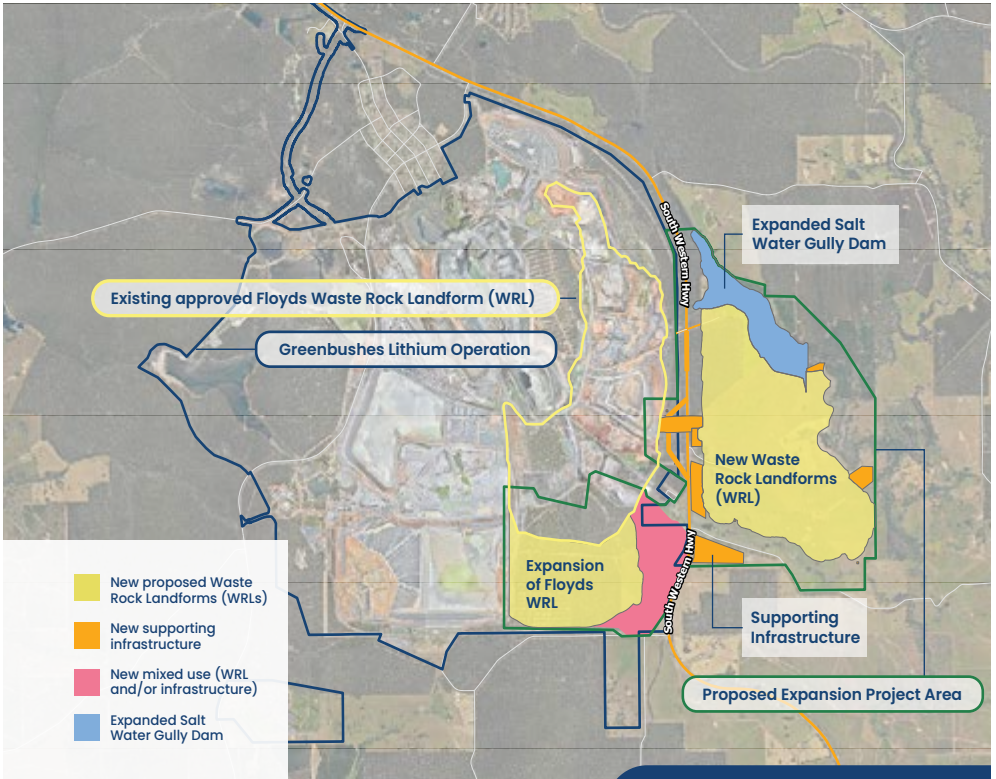 South Western Hwy
Expanded Salt
Water Gully Dam
Existing approved Floyds Waste Rock Landform (WRL)
Greenbushes Lithium Operation
New Waste
Rock Landforms
(WRL)
Expansion
of Floyds
WRL
South Western Hwy
Supporting
Infrastructure
Proposed Expansion Project Area
New proposed Waste
Rock Landforms (WRLs)
New supporting
infrastructure
New mixed use (WRL
and/or infrastructure)
Expanded Salt
Water Gully Dam